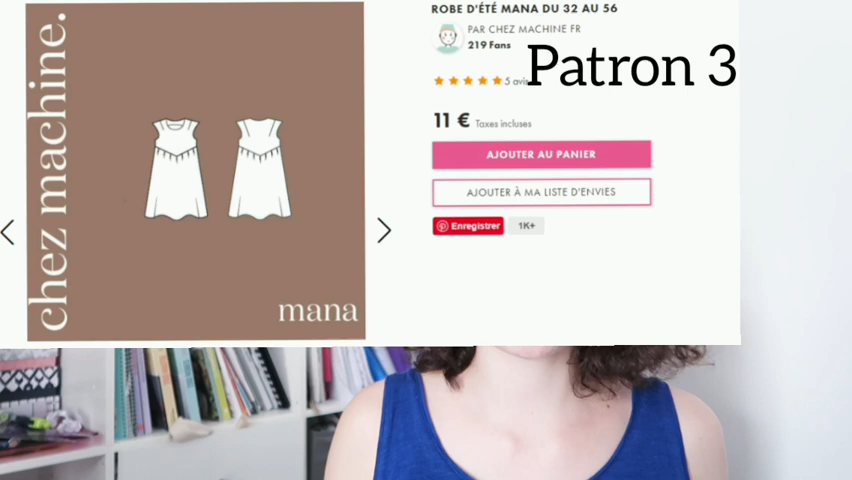 chez machine.
mana
ROBE D'ÉTÉ MANA DU 32 AU 56
PAR CHEZ MACHINE FR
219 Fans
5 avis
Patron 3
11 € Taxes incluses
AJOUTER AU PANIER
AJOUTER À MA LISTE D'ENVIES
Enregistrer 1K+